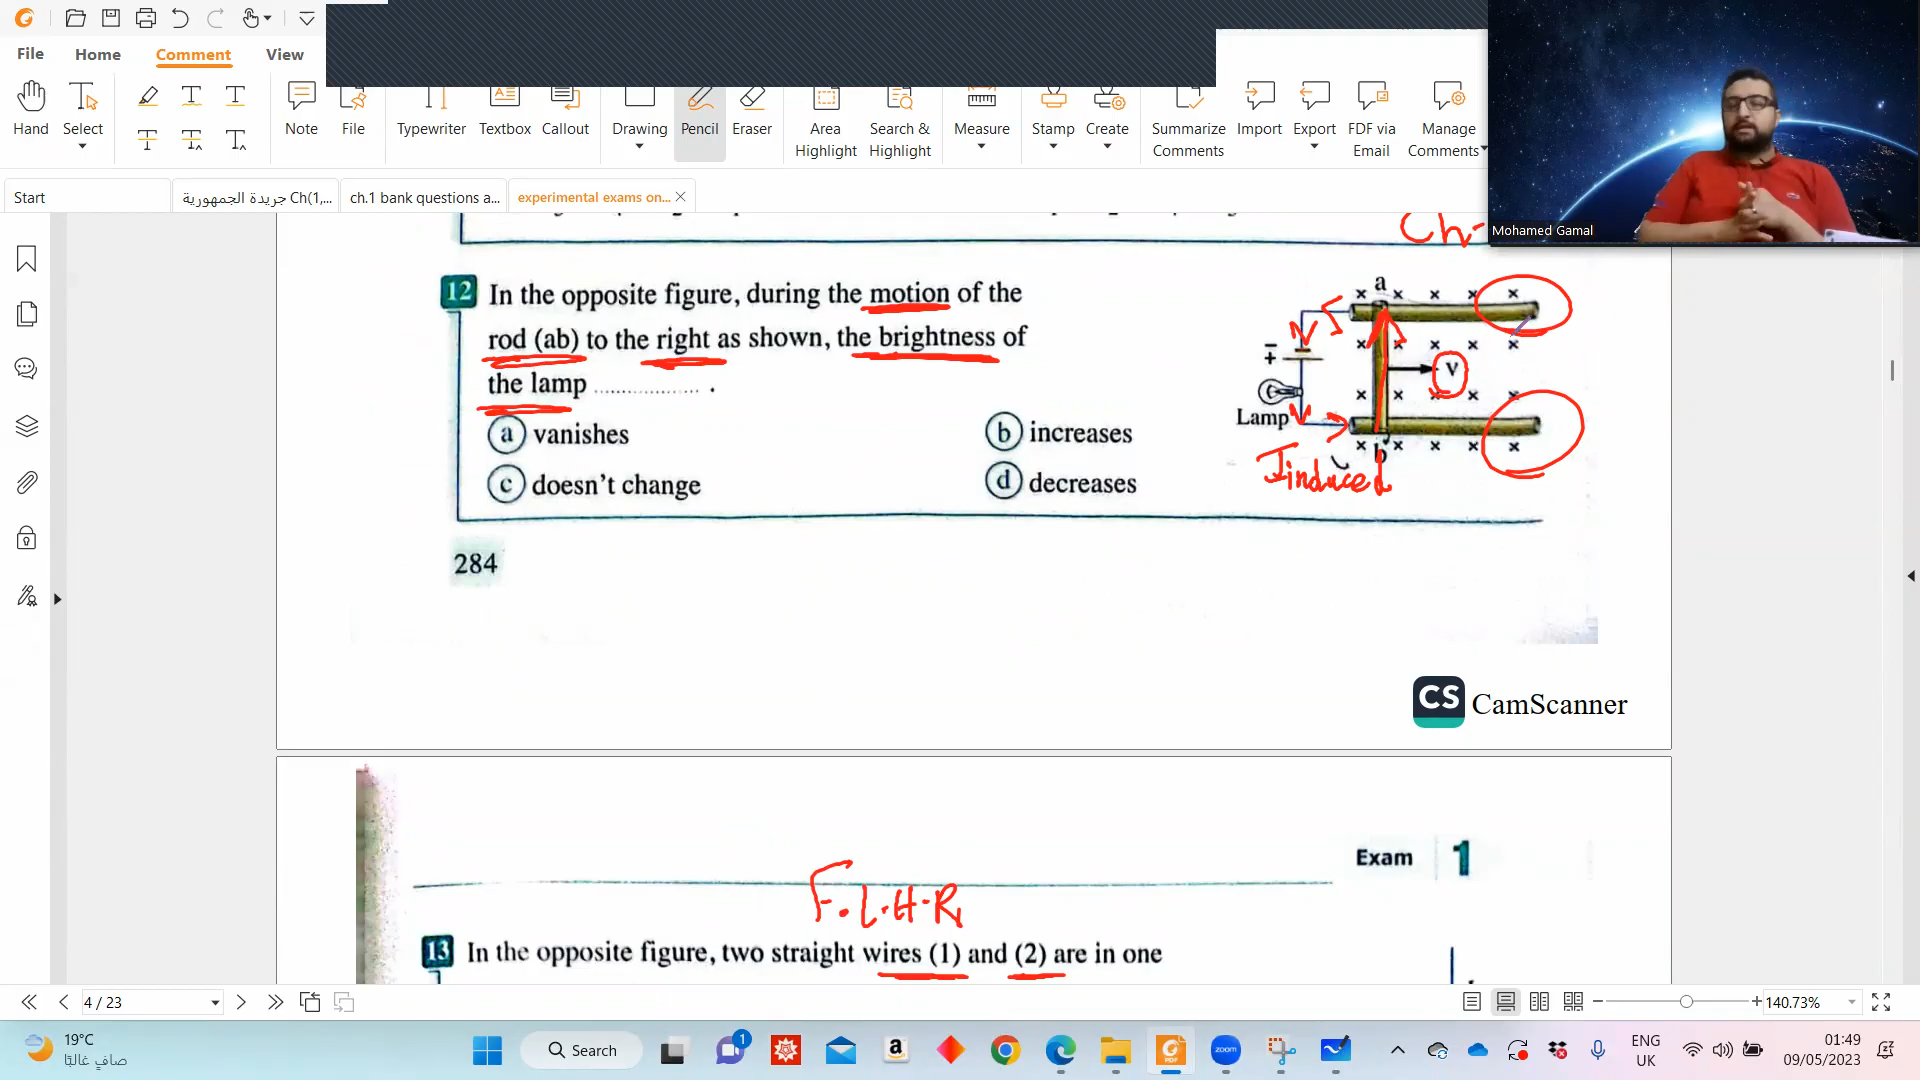 File
Home
Comment
View
Hand
Select
Note
File
Typewriter
Textbox
Callout
Drawing
Pencil
Eraser
Area
Highlight
Search &
Highlight
Measure
Stamp
Create
Summarize
Comments
Import
Export
FDF via
Email
Manage
Comments
Mohamed Gamal
Start
جريدة الجمهورية Ch(1,...
ch.1 bank questions a...
experimental exams on...
Ch-
12 In the opposite figure, during the motion of the
rod (ab) to the right as shown, the brightness of
the lamp .................... .
a vanishes
b increases
c doesn't change
d decreases
a
v
− +
Lamp
b
I induced
284
CS CamScanner
Exam 1
F.L.H.R
13 In the opposite figure, two straight wires (1) and (2) are in one
4 / 23
140.73%
19°C
صافٍ غالبًا
Search
1
zoom
ENG
UK
01:49
09/05/2023